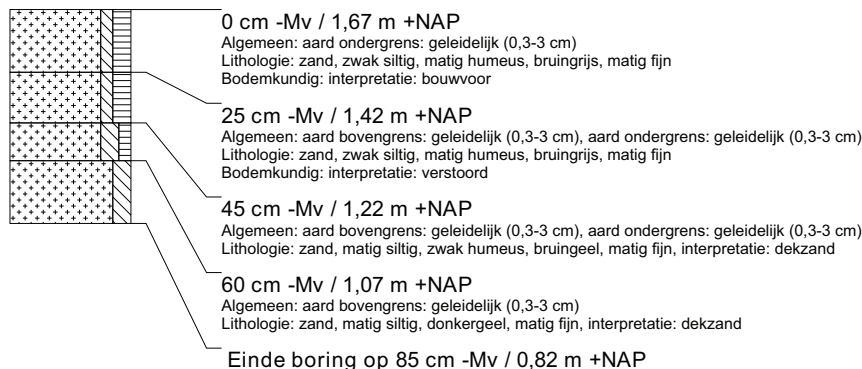 0 cm -Mv / 1,67 m +NAP
Algemeen: aard ondergrens: geleidelijk (0,3-3 cm)
Lithologie: zand, zwak siltig, matig humeus, bruingrijs, matig fijn
Bodemkundig: interpretatie: bouwvoor
25 cm -Mv / 1,42 m +NAP
Algemeen: aard bovengrens: geleidelijk (0,3-3 cm), aard ondergrens: geleidelijk (0,3-3 cm)
Lithologie: zand, zwak siltig, matig humeus, bruingrijs, matig fijn
Bodemkundig: interpretatie: verstoord
45 cm -Mv / 1,22 m +NAP
Algemeen: aard bovengrens: geleidelijk (0,3-3 cm), aard ondergrens: geleidelijk (0,3-3 cm)
Lithologie: zand, matig siltig, zwak humeus, bruingeel, matig fijn, interpretatie: dekzand
60 cm -Mv / 1,07 m +NAP
Algemeen: aard bovengrens: geleidelijk (0,3-3 cm)
Lithologie: zand, matig siltig, donkergeel, matig fijn, interpretatie: dekzand
Einde boring op 85 cm -Mv / 0,82 m +NAP